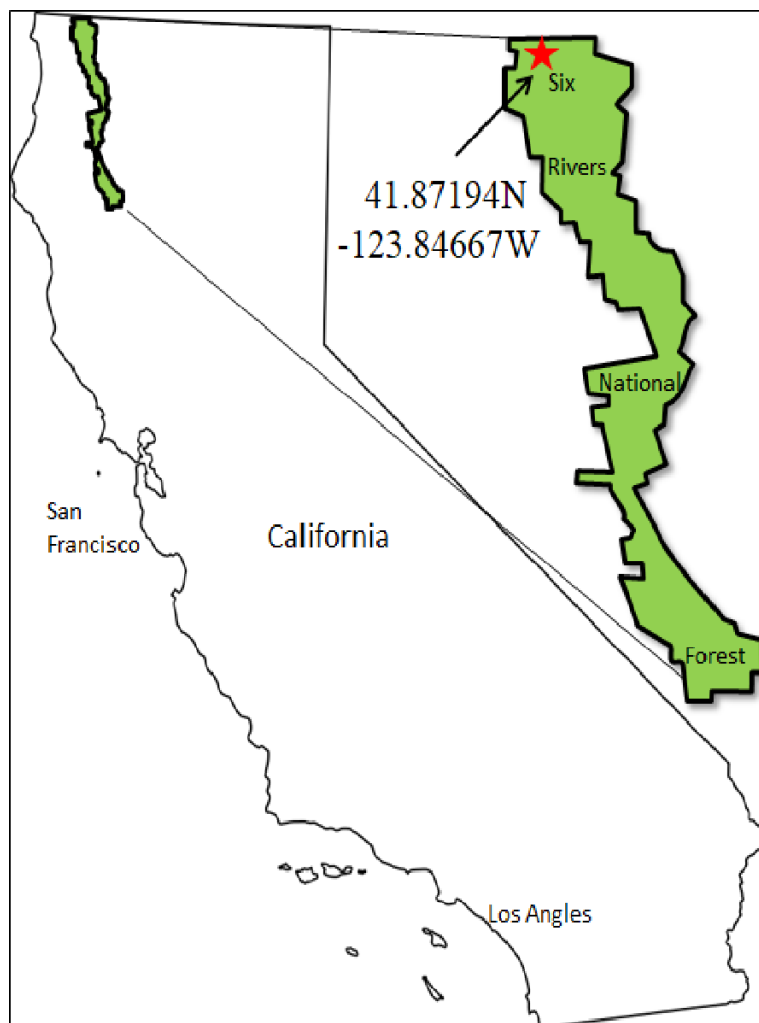 Six
Rivers
41.87194N
-123.84667W
National
San
Francisco
California
Forest
Los Angles